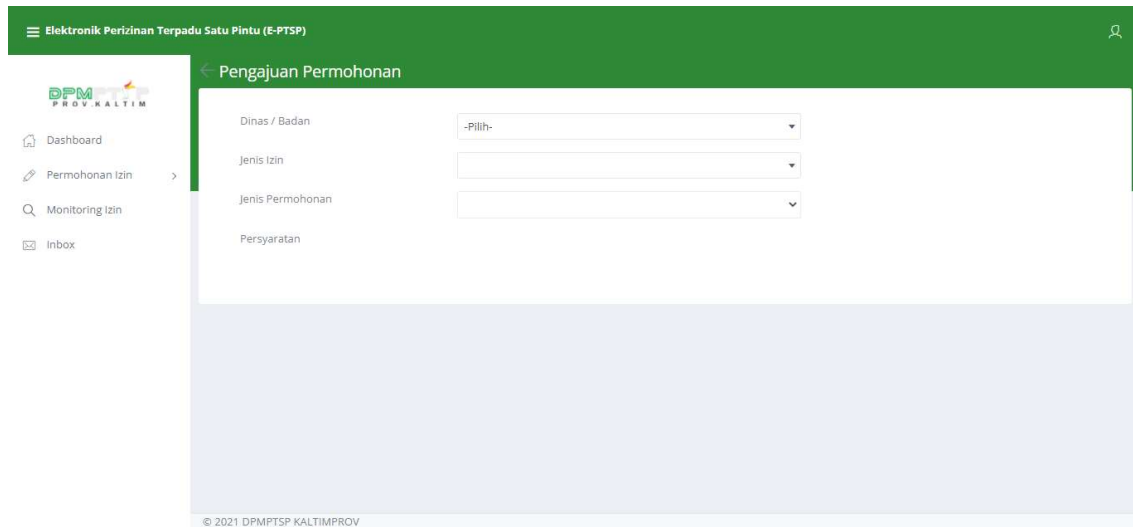 Elektronik Perizinan Terpadu Satu Pintu (E-PTSP)
Pengajuan Permohonan
DPMPTSP
PROV.KALTIM
Dashboard
Permohonan Izin
Monitoring Izin
Inbox
Dinas / Badan
-Pilih-
Jenis Izin
Jenis Permohonan
Persyaratan
© 2021 DPMPTSP KALTIMPROV